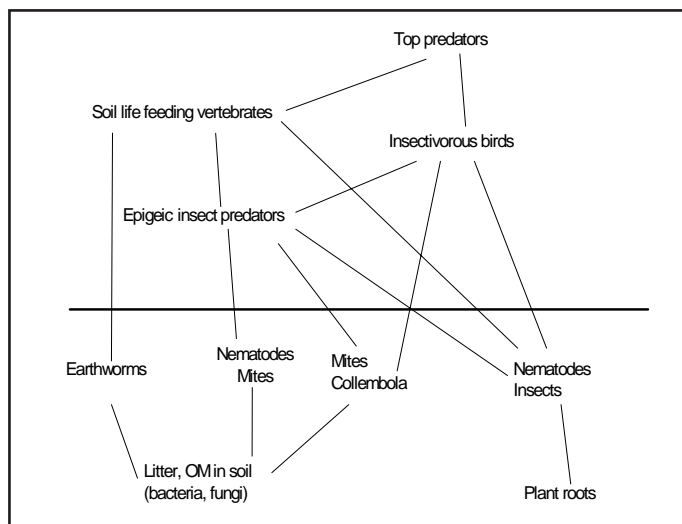 Top predators
Soil life feeding vertebrates
Insectivorous birds
Epigeic insect predators
Earthworms
Nematodes
Mites
Mites
Collembola
Nematodes
Insects
Litter, OM in soil
(bacteria, fungi)
Plant roots